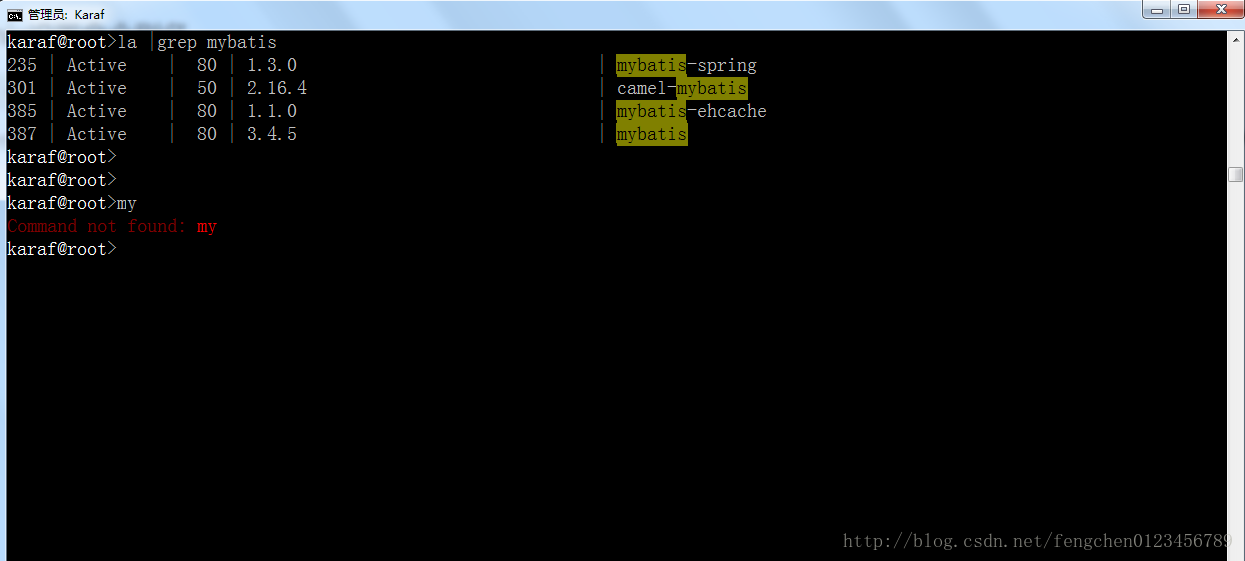 管理员: Karaf
karaf@root>la |grep mybatis
235 | Active | 80 | 1.3.0 | mybatis-spring
301 | Active | 50 | 2.16.4 | camel-mybatis
385 | Active | 80 | 1.1.0 | mybatis-ehcache
387 | Active | 80 | 3.4.5 | mybatis
karaf@root>
karaf@root>
karaf@root>my
Command not found: my
karaf@root>
http://blog.csdn.net/fengchen0123456789